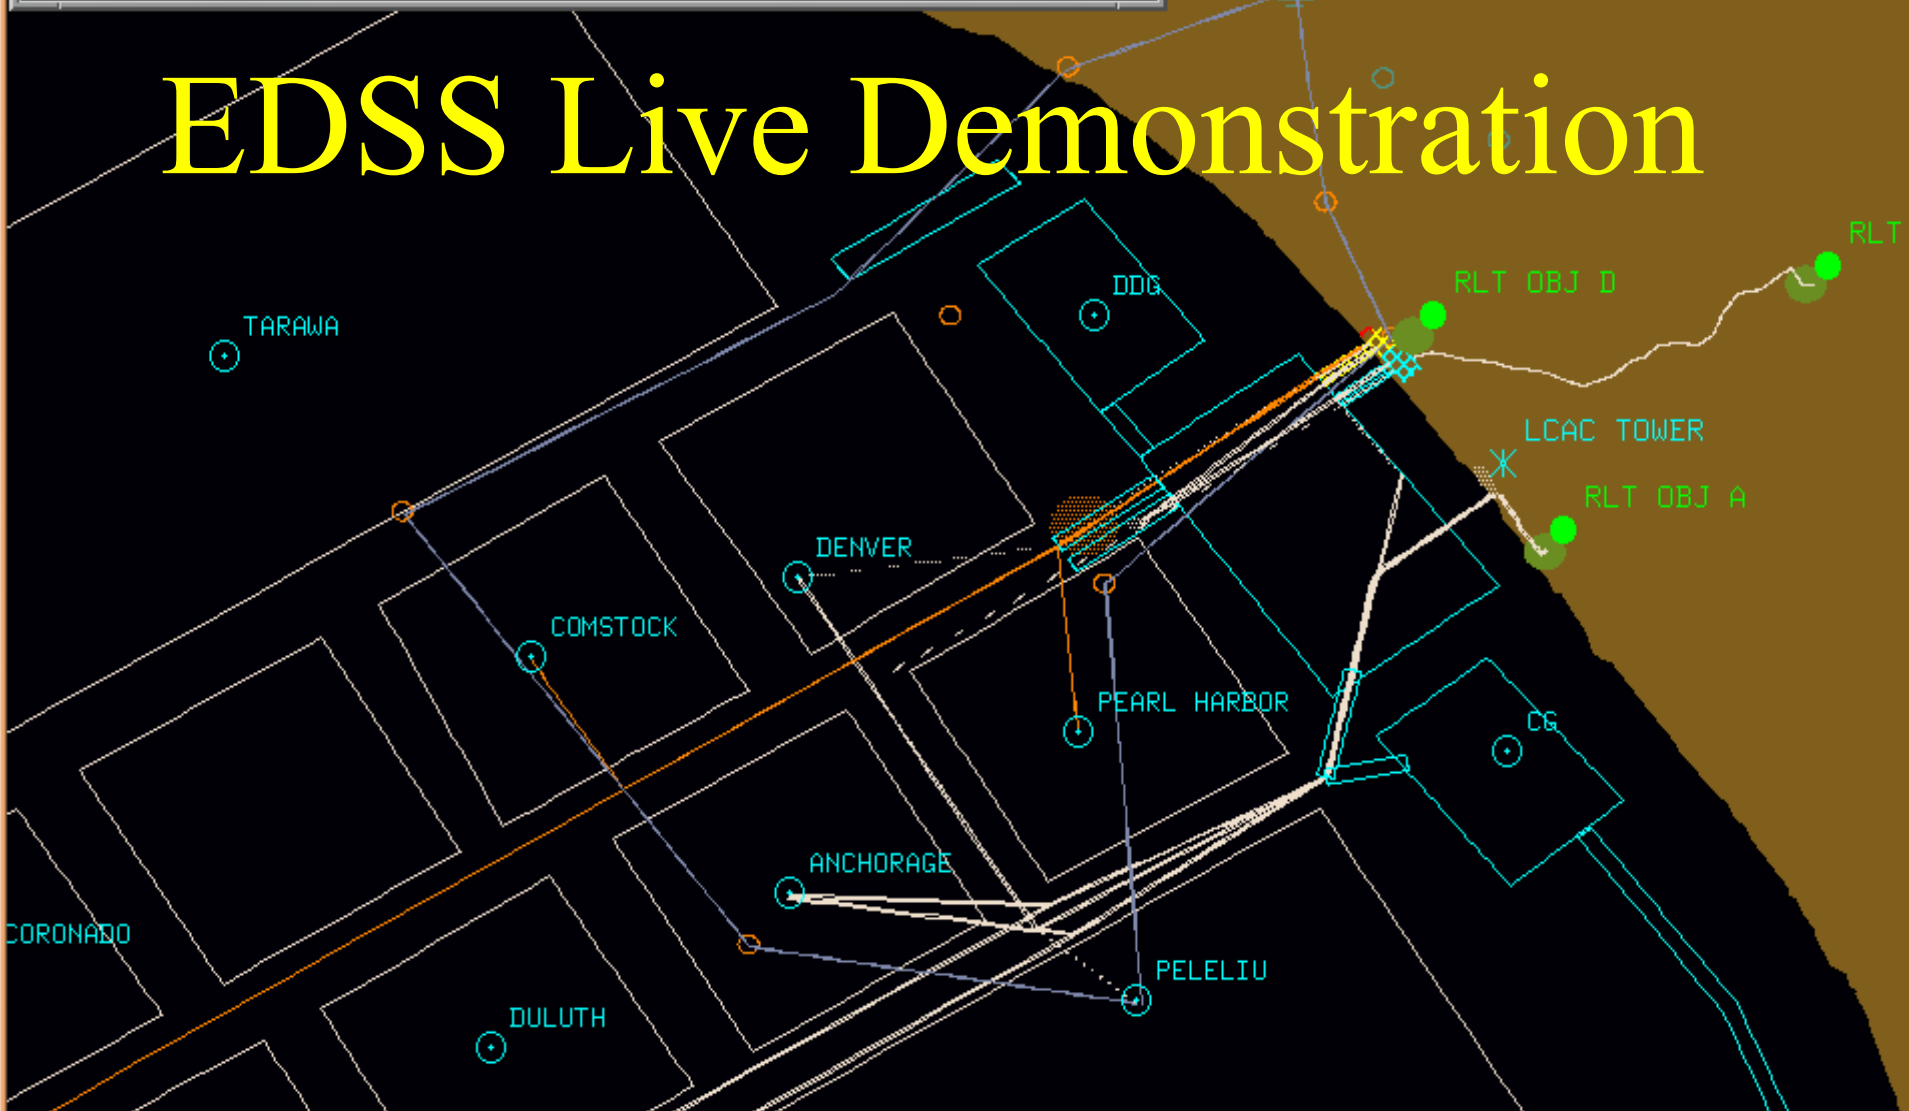 EDSS Live Demonstration
RLT
RLT OBJ D
DDG
TARAWA
LCAC TOWER
RLT OBJ A
DENVER
COMSTOCK
PEARL HARBOR
CG
ANCHORAGE
CORONADO
PELELIU
DULUTH